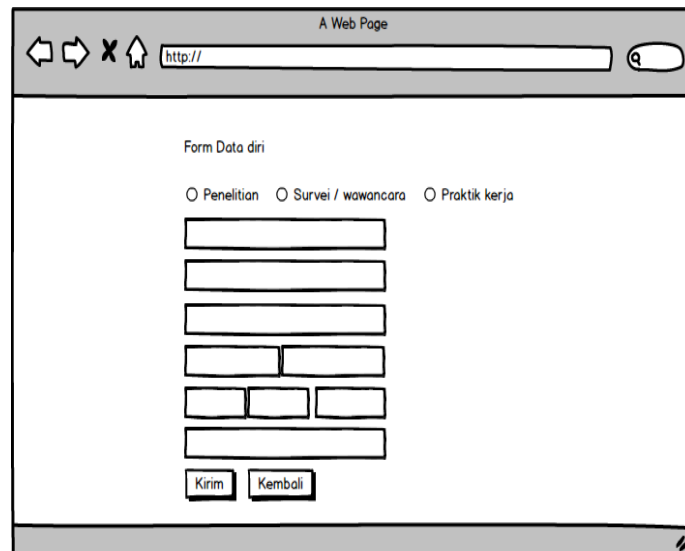 A Web Page
http://
Form Data diri
Penelitian Survei / wawancara Praktik kerja
Kirim Kembali